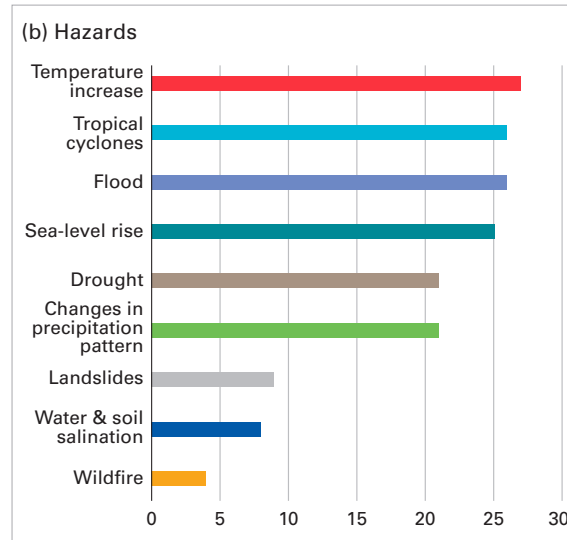 (b) Hazards
Temperature
increase
Tropical
cyclones
Flood
Sea-level rise
Drought
Changes in
precipitation
pattern
Landslides
Water & soil
salination
Wildfire
0 5 10 15 20 25 30